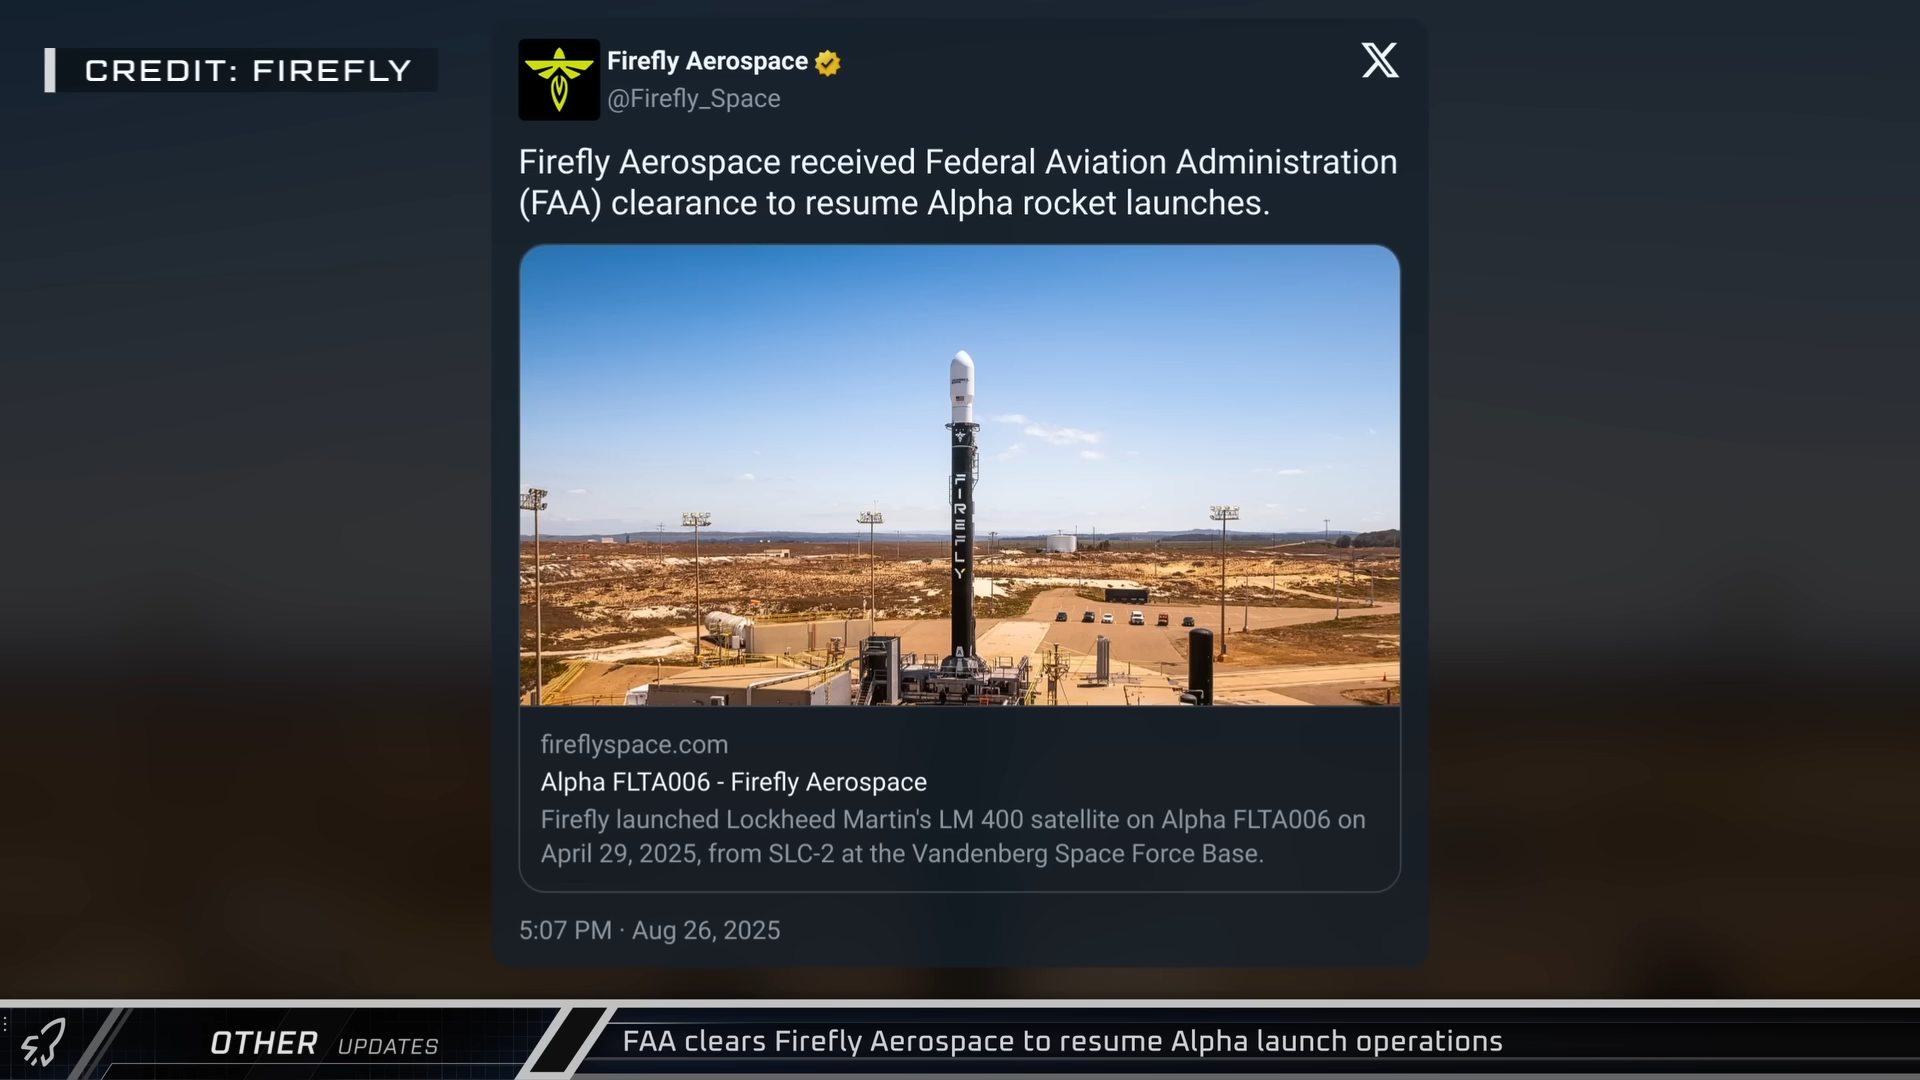 CREDIT: FIREFLY
Firefly Aerospace
@Firefly_Space
Firefly Aerospace received Federal Aviation Administration
(FAA) clearance to resume Alpha rocket launches.
FIREFLY
fireflyspace.com
Alpha FLTA006 - Firefly Aerospace
Firefly launched Lockheed Martin's LM 400 satellite on Alpha FLTA006 on
April 29, 2025, from SLC-2 at the Vandenberg Space Force Base.
5:07 PM · Aug 26, 2025
OTHER UPDATES
FAA clears Firefly Aerospace to resume Alpha launch operations